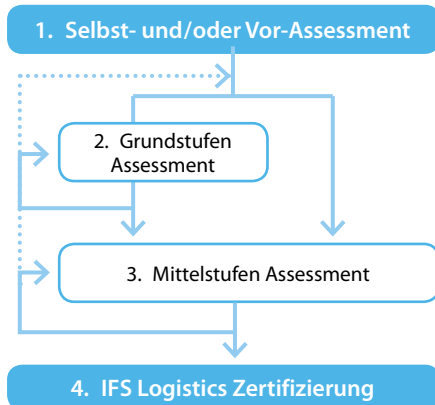 1. Selbst- und/oder Vor-Assessment
2. Grundstufen
Assessment
3. Mittelstufen Assessment
4. IFS Logistics Zertifizierung